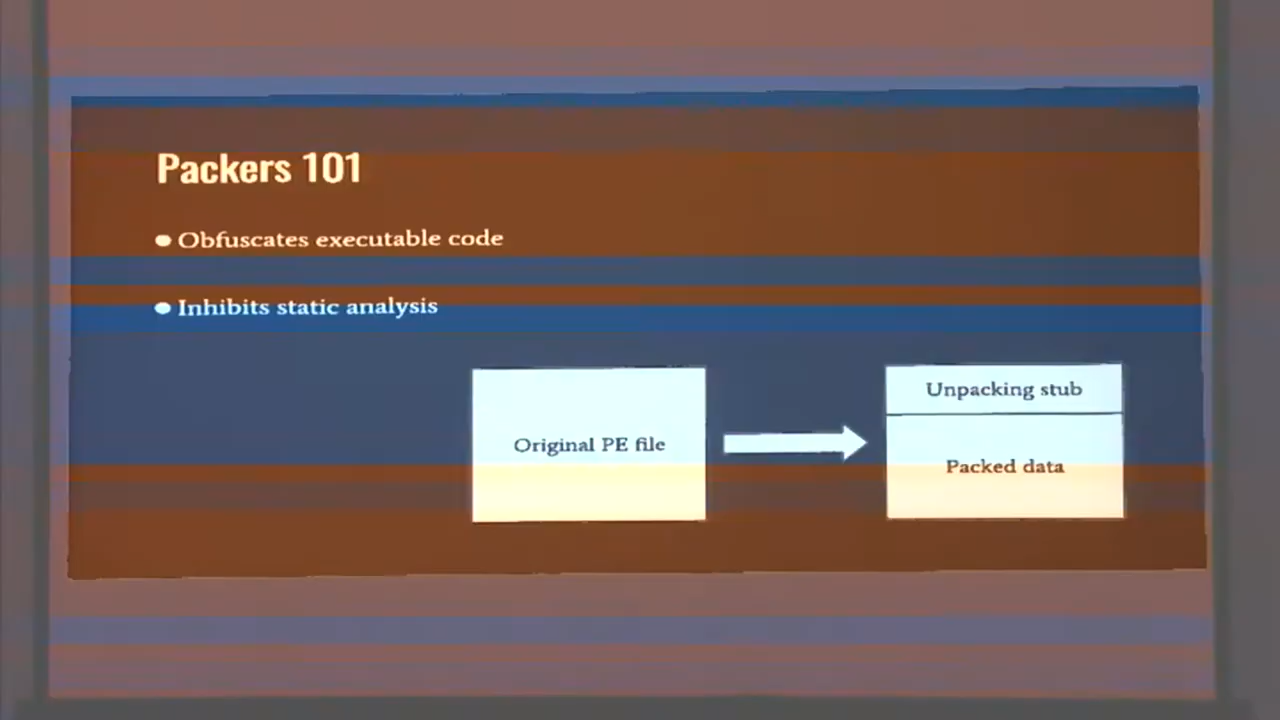 Packers 101
Obfuscates executable code
Inhibits static analysis
Original PE file
Unpacking stub
Packed data